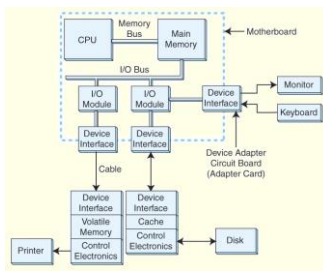 Memory
Bus
CPU
Main
Memory
Motherboard
I/O Bus
I/O
Module
I/O
Module
Device
Interface
Monitor
Keyboard
Device
Interface
Device
Interface
Device Adapter
Circuit Board
(Adapter Card)
Cable
Device
Interface
Volatile
Memory
Control
Electronics
Device
Interface
Cache
Control
Electronics
Printer
Disk